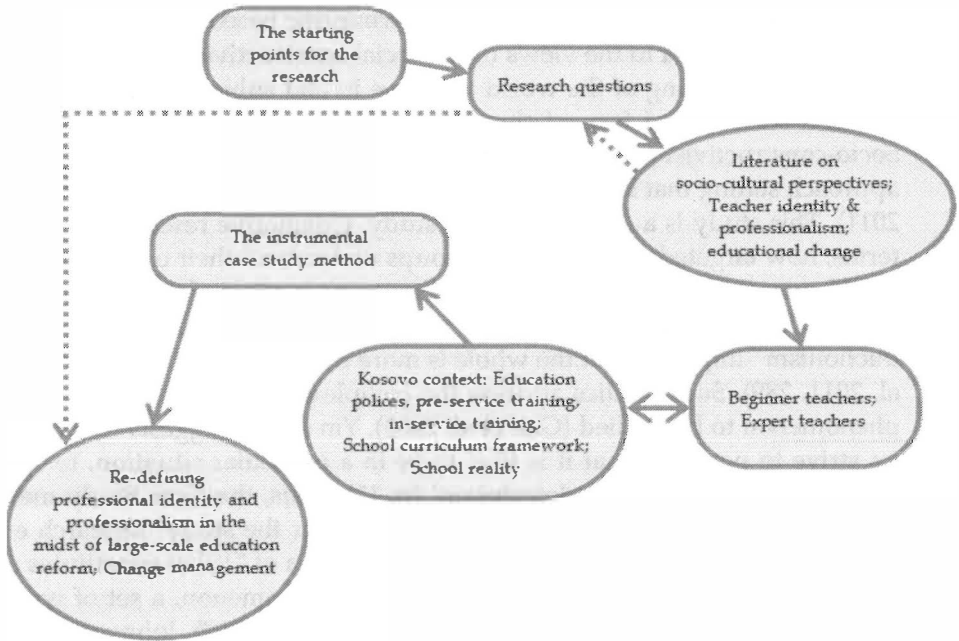 The starting
points for the
research
Research questions
Literature on
socio-cultural perspectives;
Teacher identity &
professionalism;
educational change
The instrumental
case study method
Kosovo context: Education
polices, pre-service training,
in-service training;
School curriculum framework;
School reality
Beginner teachers;
Expert teachers
Re-defining
professional identity and
professionalism in the
midst of large-scale education
reform; Change management